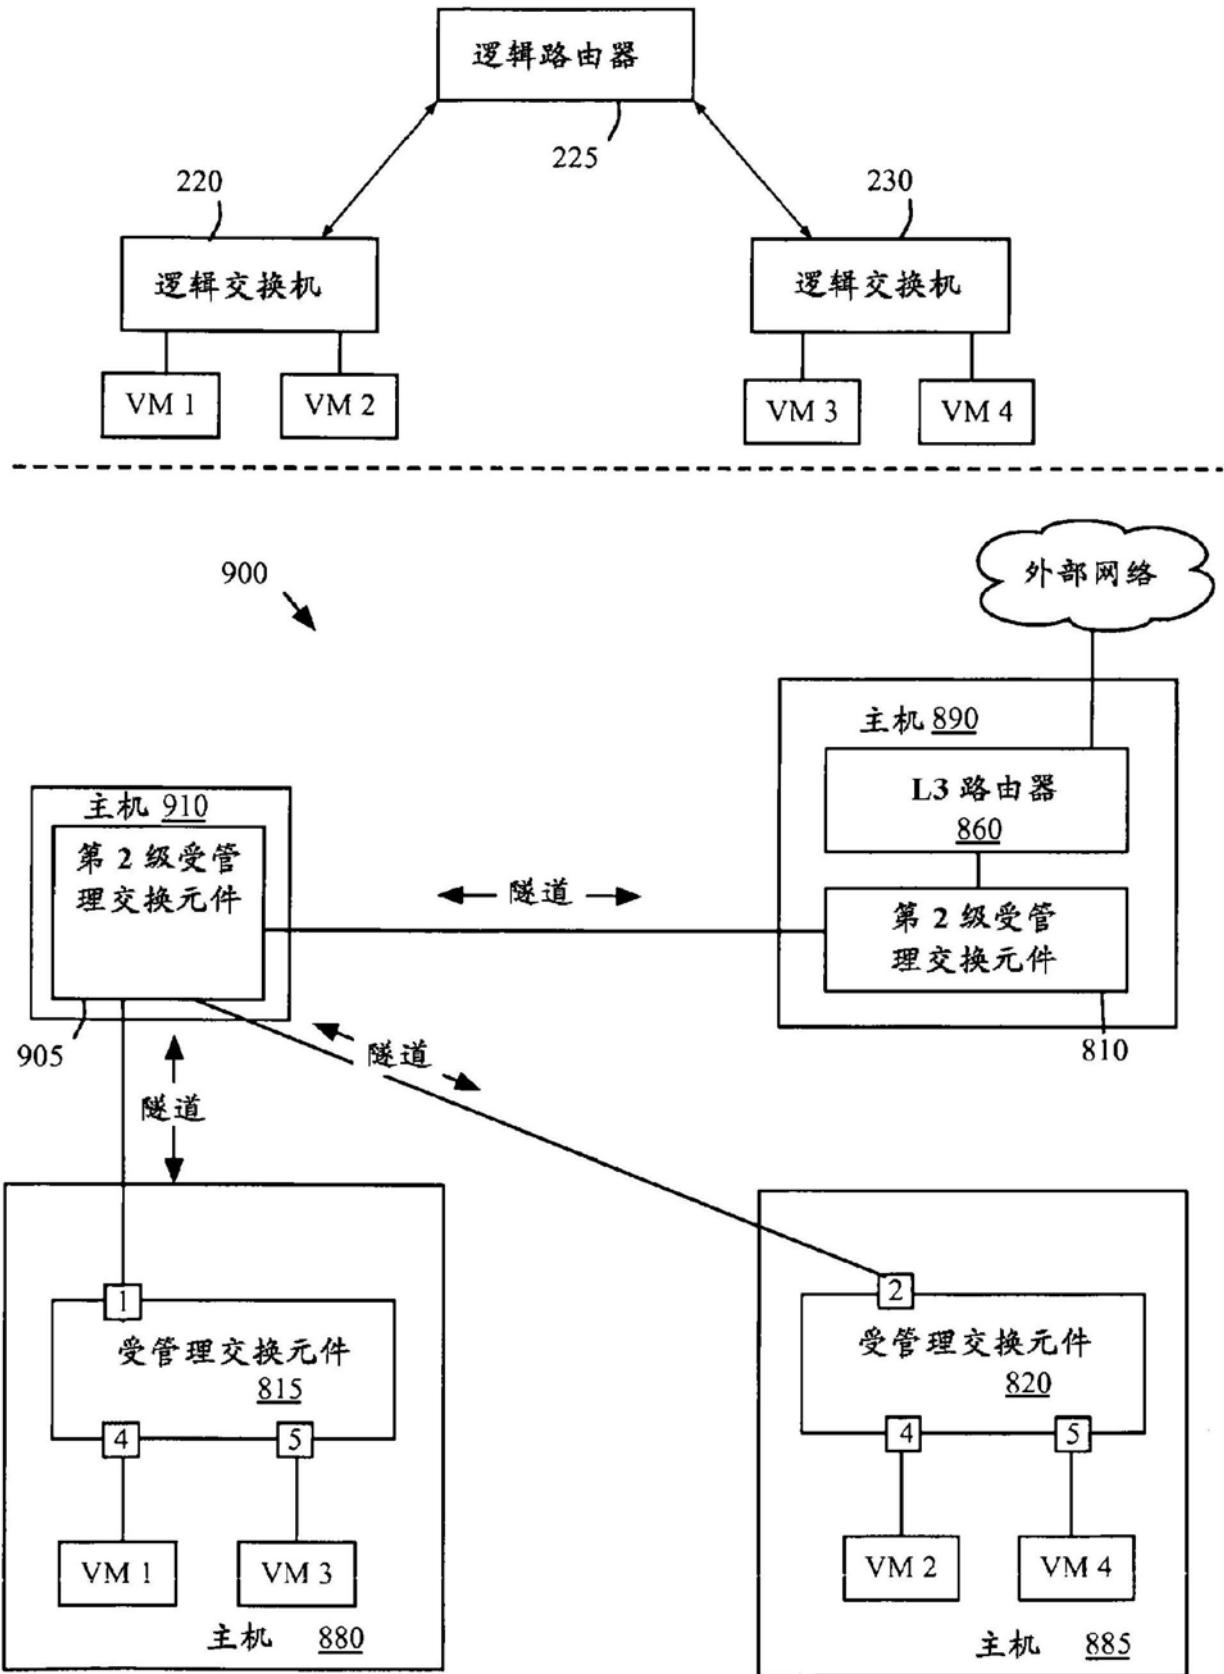 逻辑路由器
225
220
230
逻辑交换机
逻辑交换机
VM 1
VM 2
VM 3
VM 4
900
外部网络
主机 890
L3 路由器
860
主机 910
第 2 级受管
理交换元件
隧道
第 2 级受管
理交换元件
905
810
隧道
隧道
1
2
受管理交换元件
815
受管理交换元件
820
4
5
4
5
VM 1
VM 3
VM 2
VM 4
主机 880
主机 885